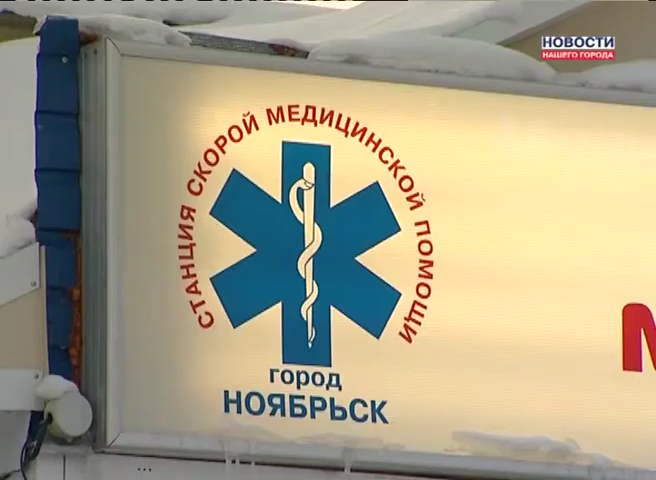 НОВОСТИ
НАШЕГО ГОРОДА
СТАНЦИЯ СКОРОЙ МЕДИЦИНСКОЙ ПОМОЩИ
город
НОЯБРЬСК